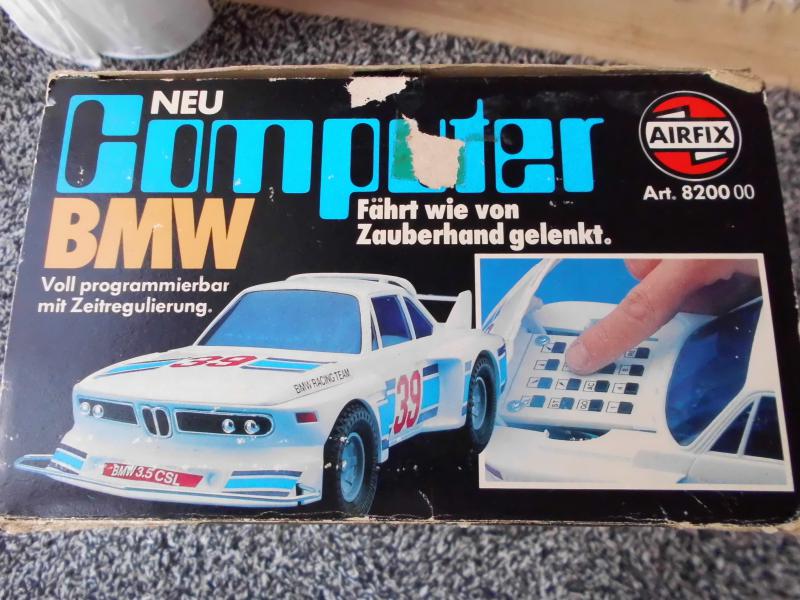 NEU
Computer
BMW
AIRFIX
Art. 8200 00
Fährt wie von
Zauberhand gelenkt.
Voll programmierbar
mit Zeitregulierung.
39
BMW RACING TEAM
39
BMW 3.5 CSL